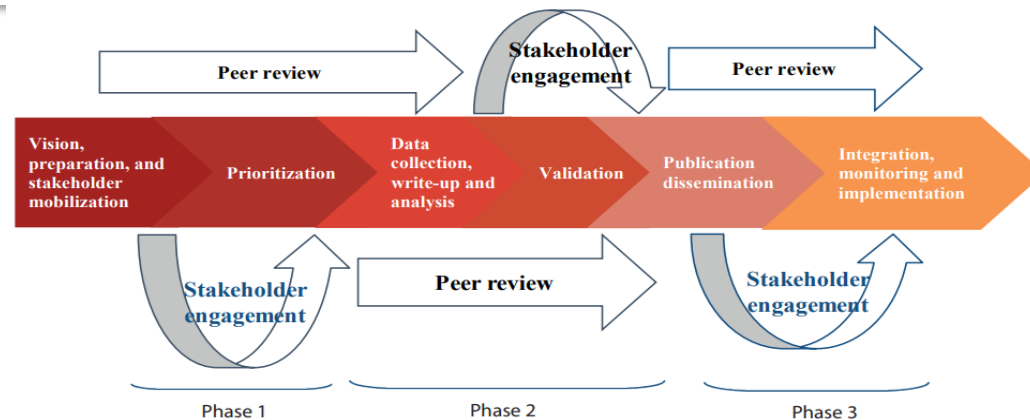 Peer review
Stakeholder
engagement
Peer review
Vision,
preparation, and
stakeholder
mobilization
Prioritization
Data
collection,
write-up and
analysis
Validation
Publication
dissemination
Integration,
monitoring and
implementation
Stakeholder
engagement
Peer review
Stakeholder
engagement
Phase 1
Phase 2
Phase 3